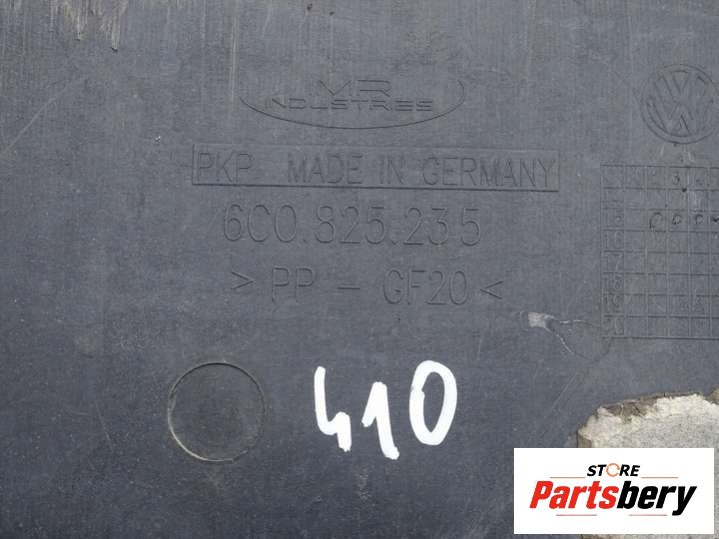 MR
INDUSTRIES
PKP MADE IN GERMANY
6C0.825.235
> PP - GF20 <
410
STORE
Partsbery